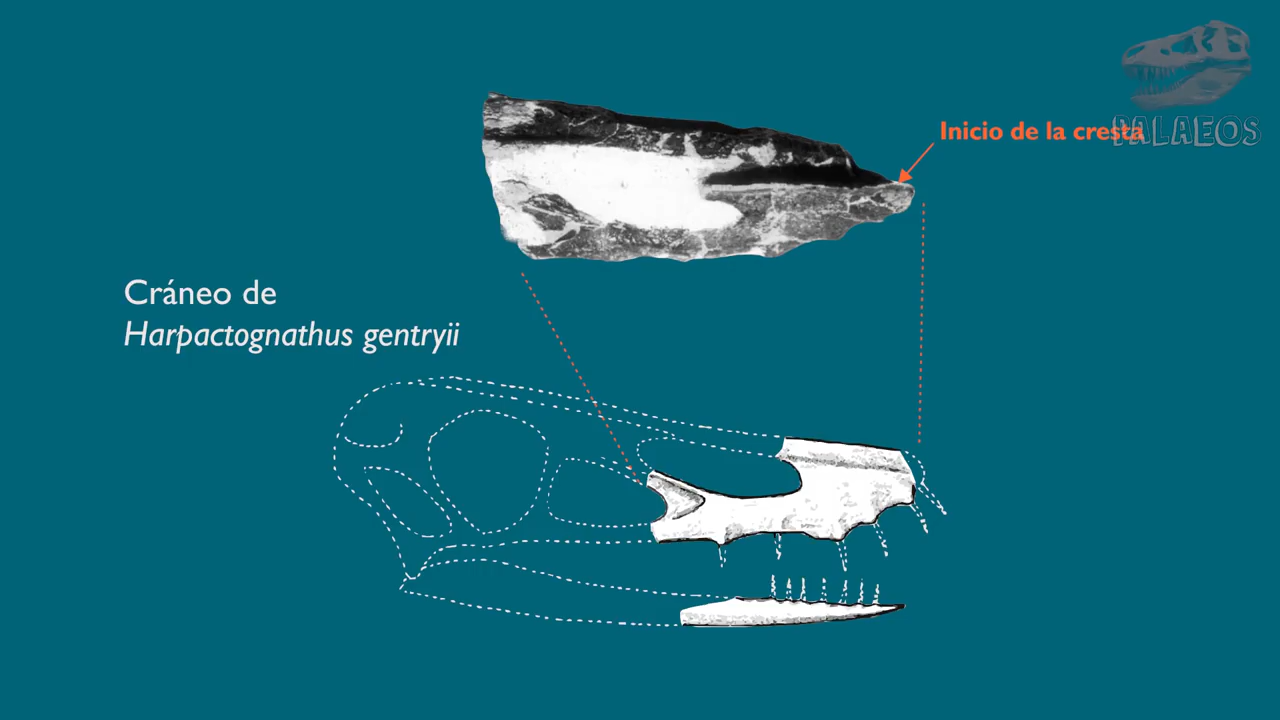 PALAEOS
Inicio de la cresta
Cráneo de
Harpactognathus gentryii